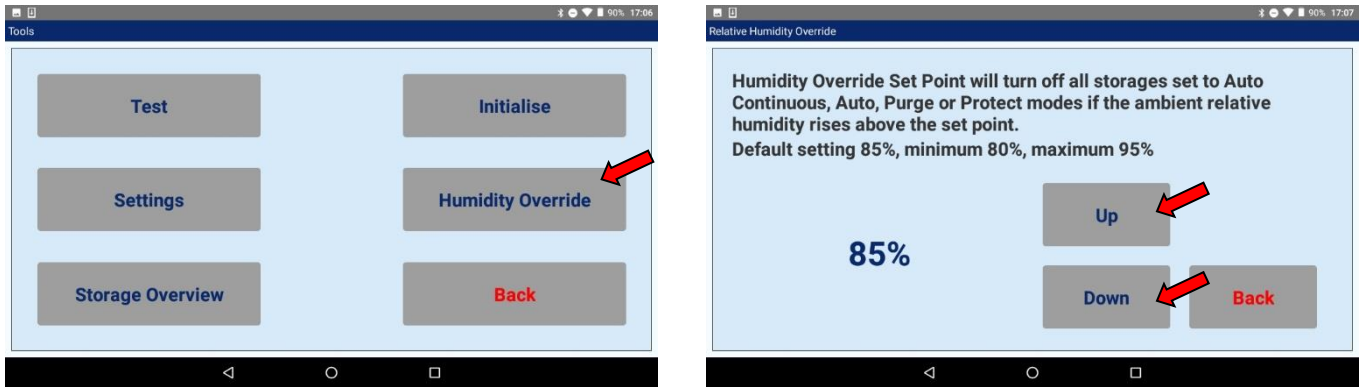 90% 17:06
Tools
Test
Initialise
Settings
Humidity Override
Storage Overview
Back
90% 17:07
Relative Humidity Override
Humidity Override Set Point will turn off all storages set to Auto
Continuous, Auto, Purge or Protect modes if the ambient relative
humidity rises above the set point.
Default setting 85%, minimum 80%, maximum 95%
Up
85%
Down
Back